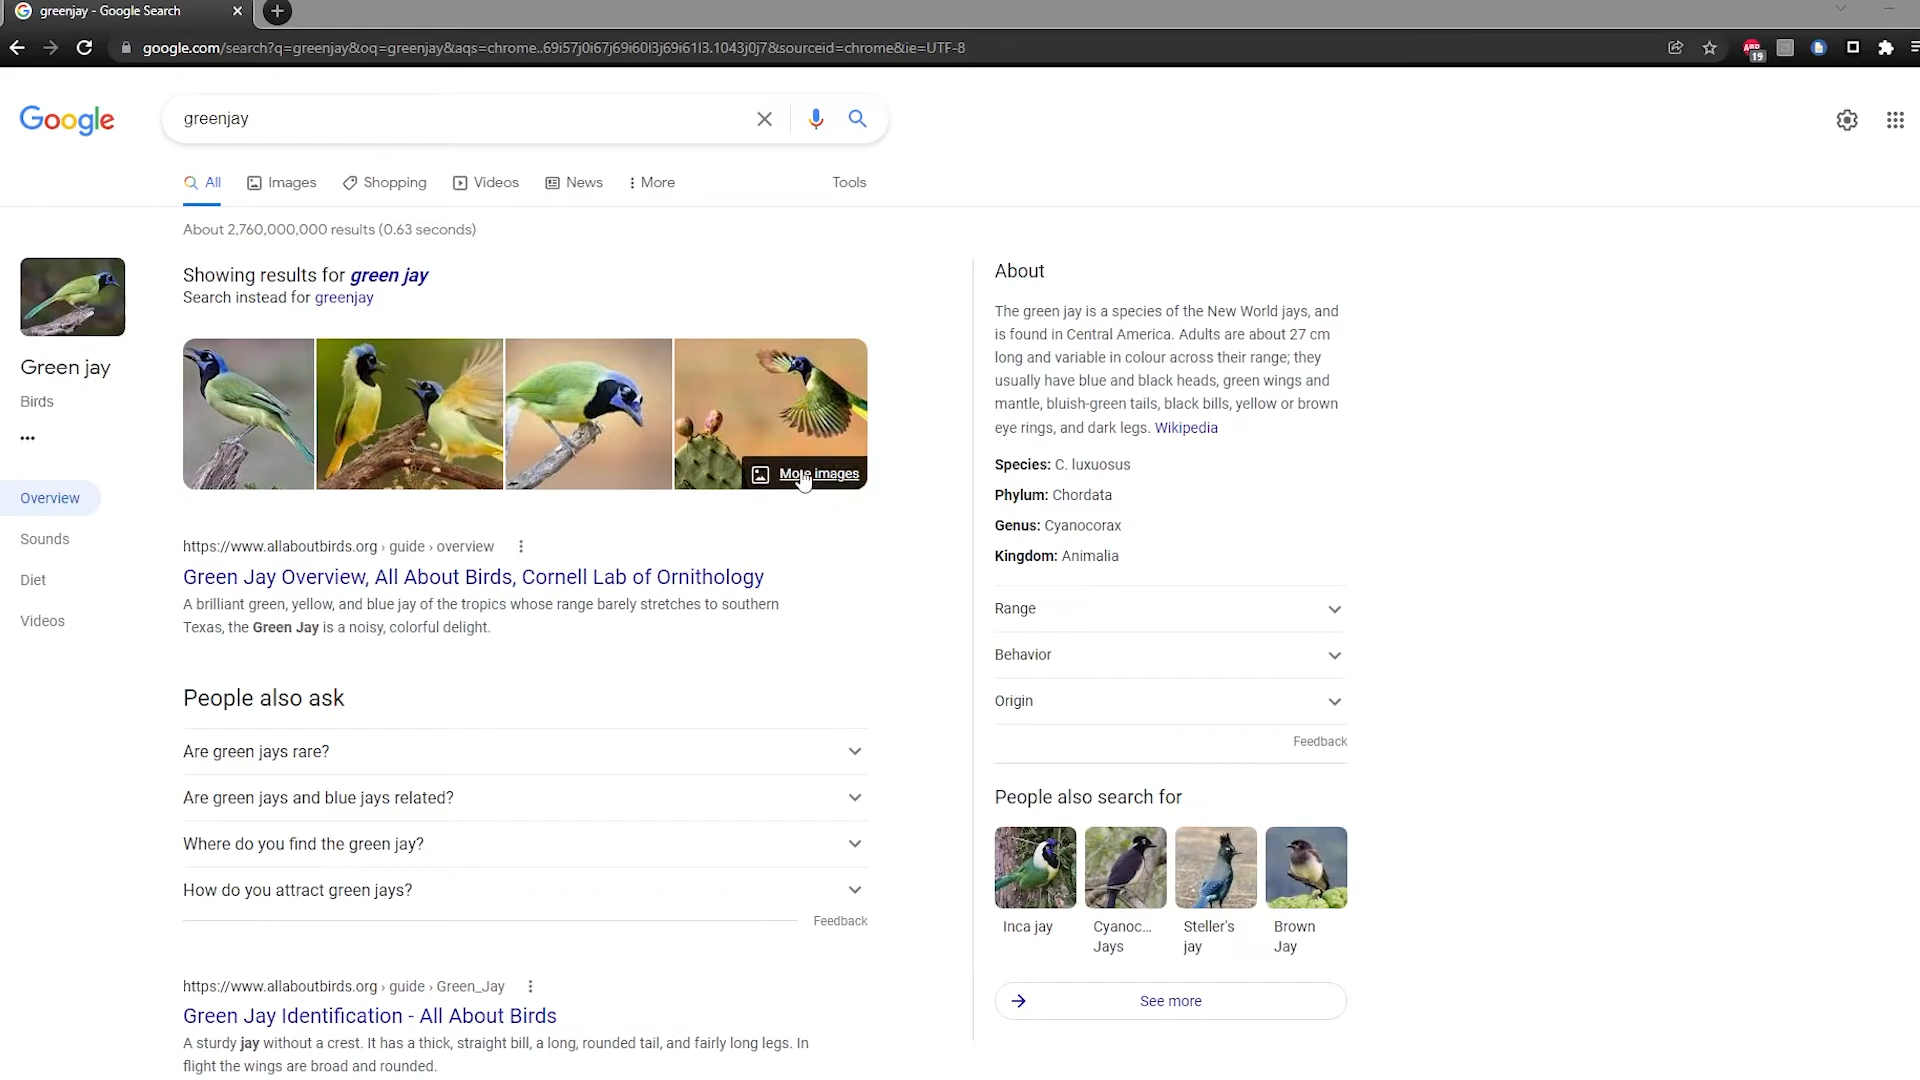 greenjay - Google Search
google.com/search?q=greenjay&oq=greenjay&aqs=chrome..69i57j0i67j69i60l3j69i61l3.1043j0j7&sourceid=chrome&ie=UTF-8
ABP
19
Google
greenjay
All
Images
Shopping
Videos
News
More
Tools
About 2,760,000,000 results (0.63 seconds)
Showing results for green jay
Search instead for greenjay
Green jay
Birds
Overview
Sounds
Diet
Videos
More images
https://www.allaboutbirds.org › guide › overview
Green Jay Overview, All About Birds, Cornell Lab of Ornithology
A brilliant green, yellow, and blue jay of the tropics whose range barely stretches to southern
Texas, the Green Jay is a noisy, colorful delight.
People also ask
Are green jays rare?
Are green jays and blue jays related?
Where do you find the green jay?
How do you attract green jays?
Feedback
https://www.allaboutbirds.org › guide › Green_Jay
Green Jay Identification - All About Birds
A sturdy jay without a crest. It has a thick, straight bill, a long, rounded tail, and fairly long legs. In
flight the wings are broad and rounded.
About
The green jay is a species of the New World jays, and
is found in Central America. Adults are about 27 cm
long and variable in colour across their range; they
usually have blue and black heads, green wings and
mantle, bluish-green tails, black bills, yellow or brown
eye rings, and dark legs. Wikipedia
Species: C. luxuosus
Phylum: Chordata
Genus: Cyanocorax
Kingdom: Animalia
Range
Behavior
Origin
Feedback
People also search for
Inca jay
Cyanoc...
Jays
Steller's
jay
Brown
Jay
See more